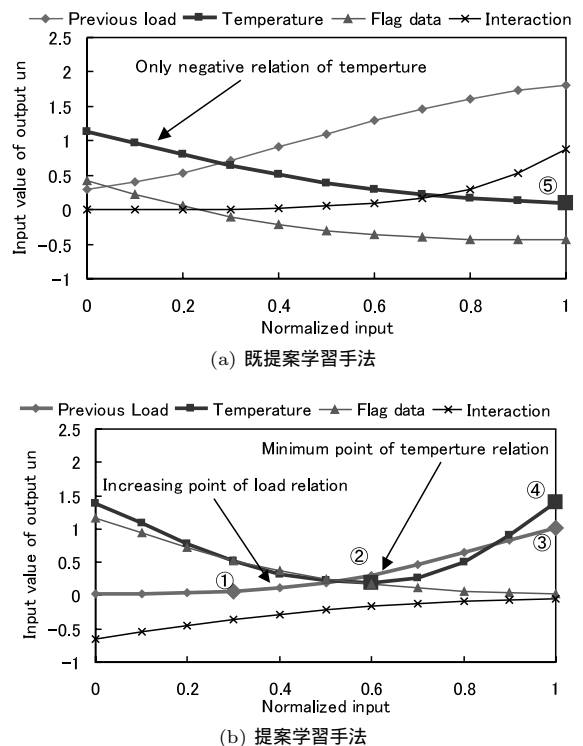 Previous load Temperature Flag data Interaction
2.5
2
1.5
1
0.5
0
−0.5
−1
Input value of output un
Only negative relation of temperture
⑤
0 0.2 0.4 0.6 0.8 1
Normalized input
(a) 既提案学習手法
Previous Load Temperature Flag data Interaction
2.5
2
1.5
1
0.5
0
−0.5
−1
Input value of output un
Minimum point of temperture relation
Increasing point of load relation
①
②
④
③
0 0.2 0.4 0.6 0.8 1
Normalized input
(b) 提案学習手法